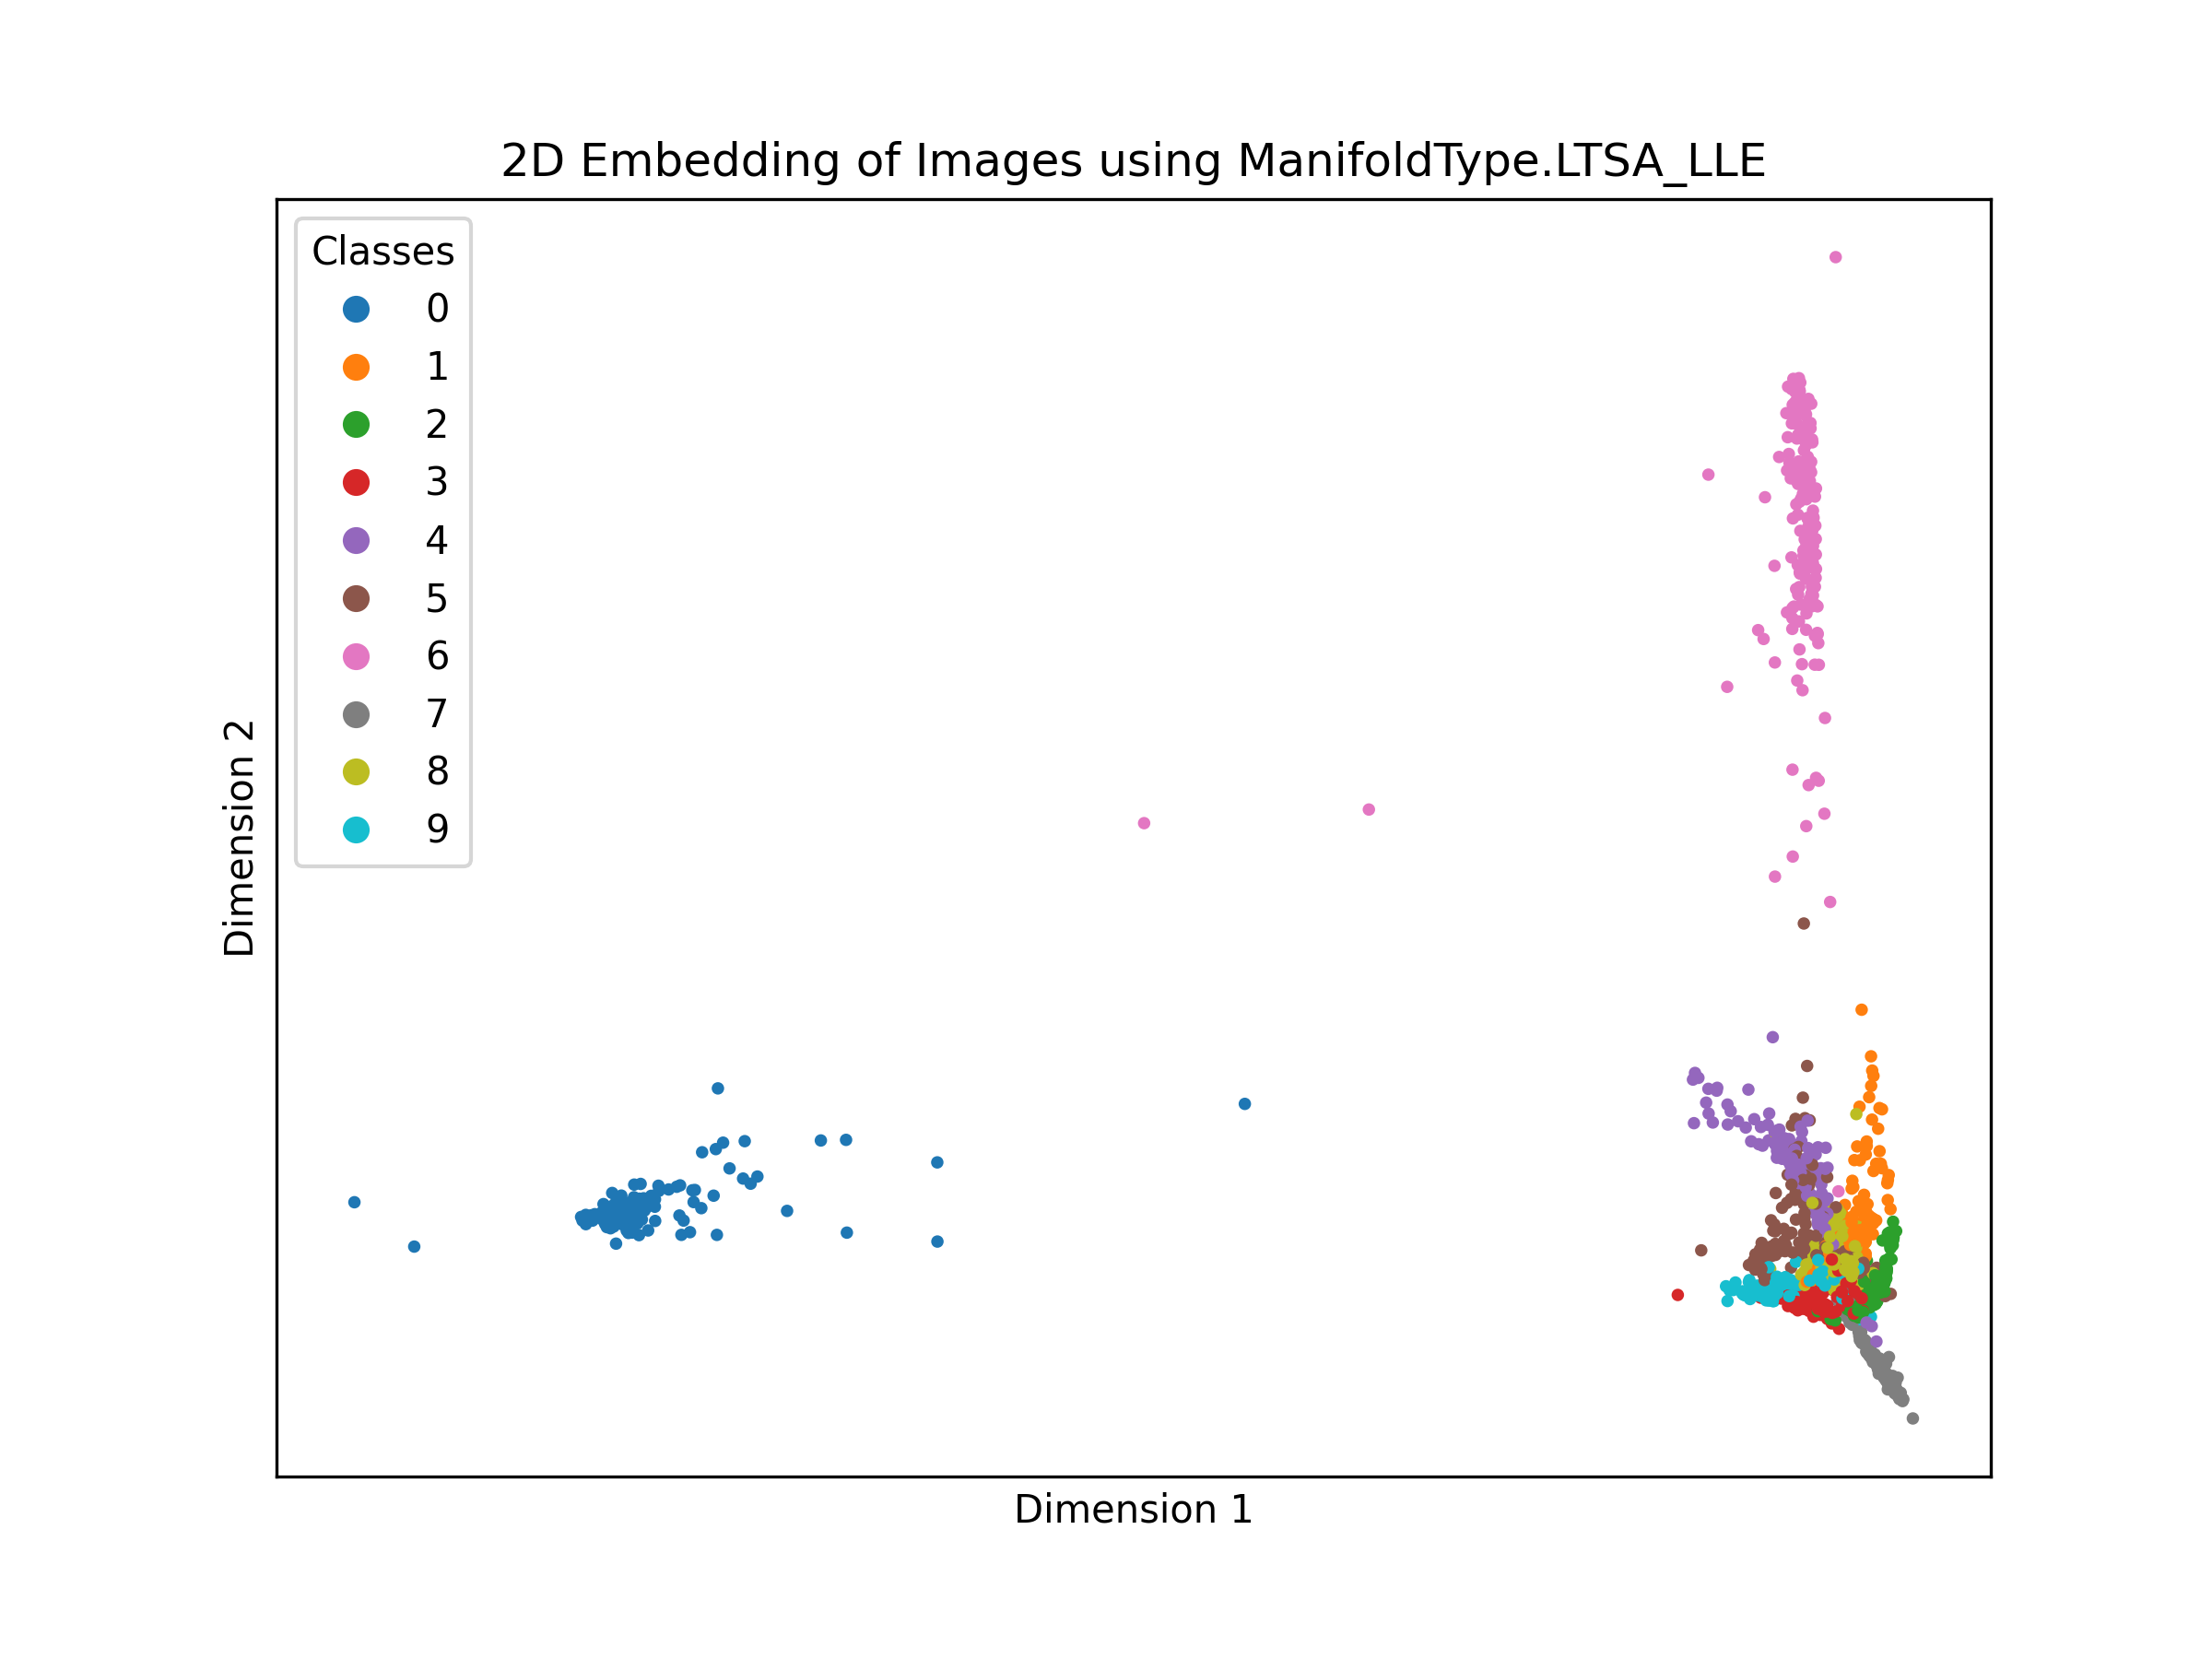 2D Embedding of Images using ManifoldType.LTSA_LLE
Classes
0
1
2
3
4
5
6
7
8
9
Dimension 2
Dimension 1